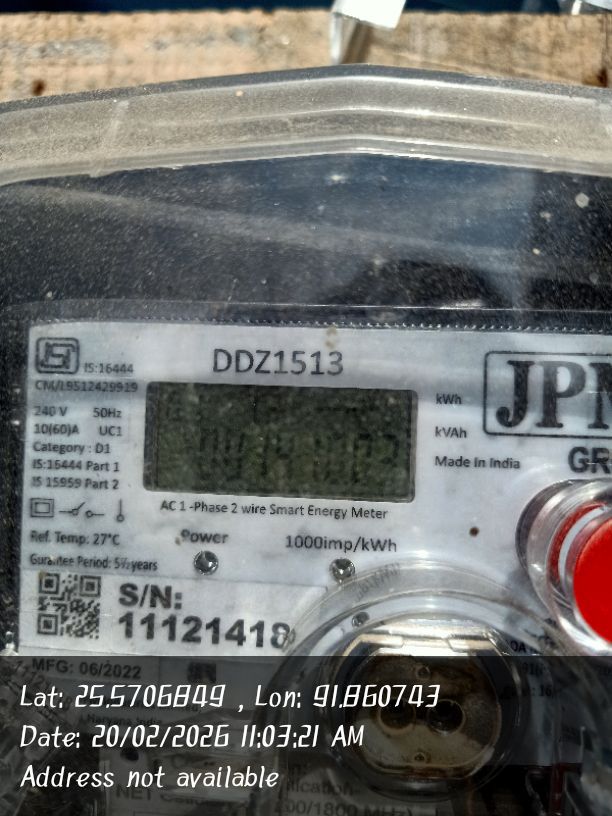 IS:16444
DDZ1513
CM/L9512429919
240 V 50Hz
10(60)A UC1
Category : D1
IS:15444 Part 1
IS 15959 Part 2
kWh
kVAh
Made in India
JPM
GR
AC 1 -Phase 2 wire Smart Energy Meter
Ref. Temp: 27°C
Power
1000imp/kWh
Gurantee Period: 5½years
S/N:
11121418
MFG: 06/2022
Lat: 25.5706849 , Lon: 91.860743
Date: 20/02/2026 11:03:21 AM
Address not available